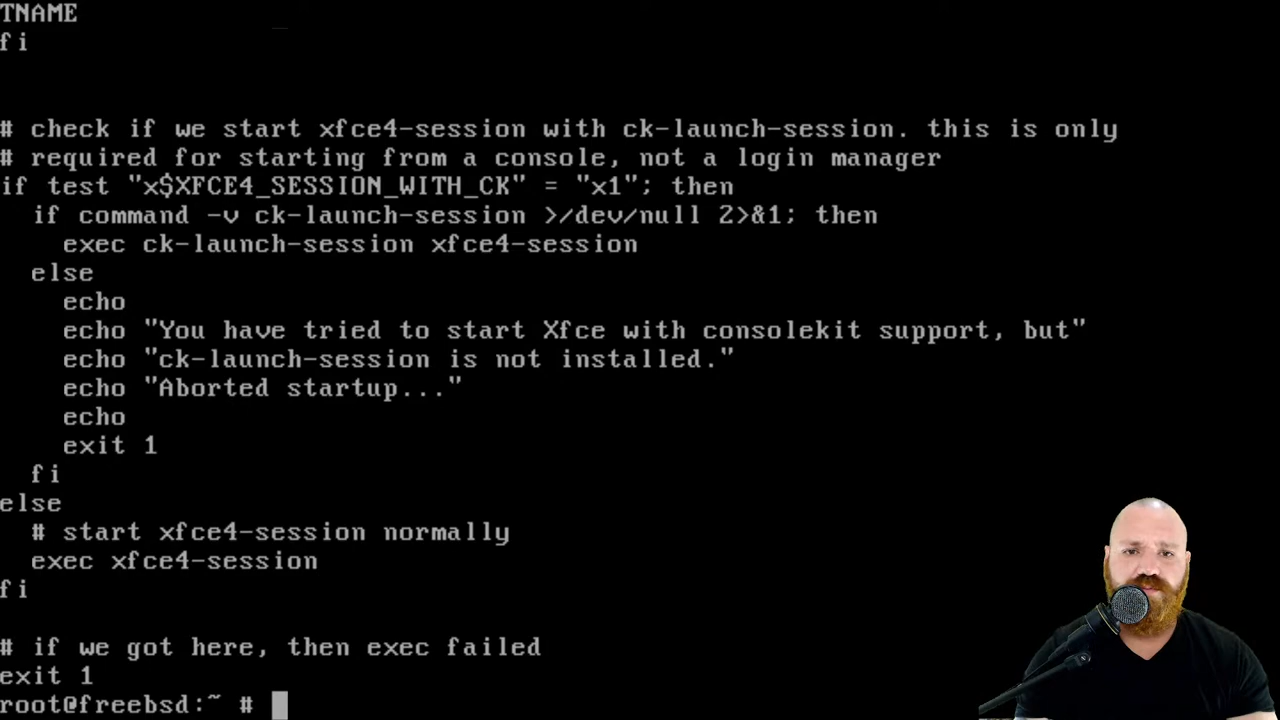 TNAME
fi
# check if we start xfce4-session with ck-launch-session. this is only
# required for starting from a console, not a login manager
if test "x$XFCE4_SESSION_WITH_CK" = "x1"; then
  if command -v ck-launch-session >/dev/null 2>&1; then
    exec ck-launch-session xfce4-session
  else
    echo
    echo "You have tried to start Xfce with consolekit support, but"
    echo "ck-launch-session is not installed."
    echo "Aborted startup..."
    echo
    exit 1
  fi
else
  # start xfce4-session normally
  exec xfce4-session
fi
# if we got here, then exec failed
exit 1
root@freebsd:~ #